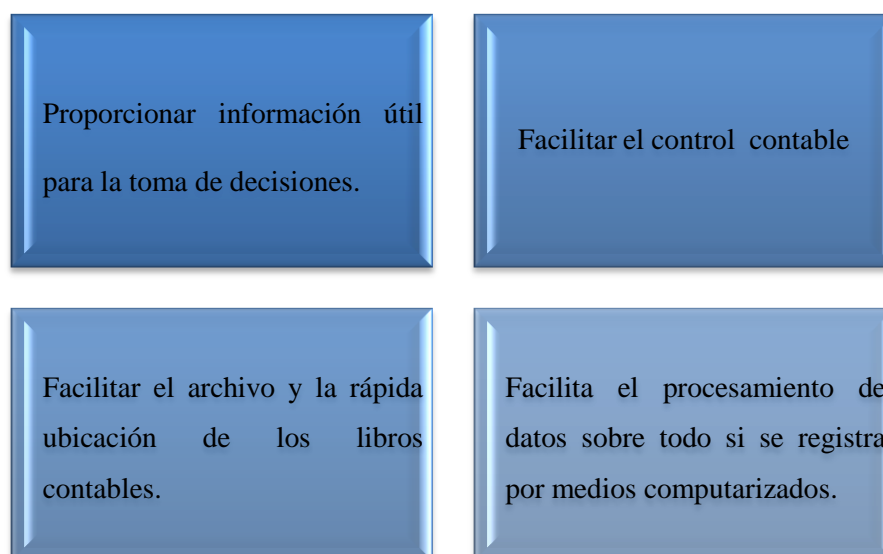 Proporcionar información útil
para la toma de decisiones.
Facilitar el control contable
Facilitar el archivo y la rápida
ubicación de los libros
contables.
Facilita el procesamiento de
datos sobre todo si se registra
por medios computarizados.